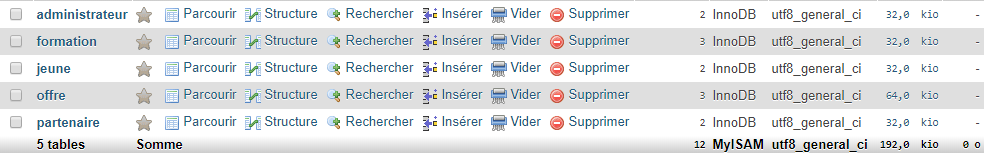 administrateur Parcourir Structure Rechercher Insérer Vider Supprimer 2 InnoDB utf8_general_ci 32,0 kio -
formation Parcourir Structure Rechercher Insérer Vider Supprimer 3 InnoDB utf8_general_ci 32,0 kio -
jeune Parcourir Structure Rechercher Insérer Vider Supprimer 2 InnoDB utf8_general_ci 32,0 kio -
offre Parcourir Structure Rechercher Insérer Vider Supprimer 3 InnoDB utf8_general_ci 64,0 kio -
partenaire Parcourir Structure Rechercher Insérer Vider Supprimer 2 InnoDB utf8_general_ci 32,0 kio -
5 tables Somme 12 MyISAM utf8_general_ci 192,0 kio 0 o